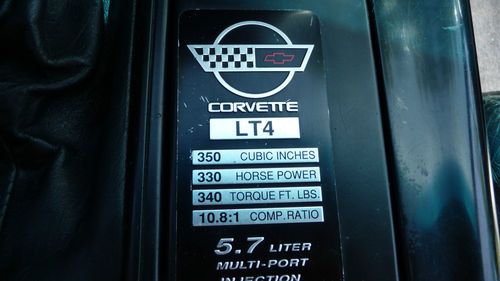 CORVETTE
LT4
350 CUBIC INCHES
330 HORSE POWER
340 TORQUE FT. LBS.
10.8:1 COMP. RATIO
5.7 LITER
MULTI-PORT
INJECTION